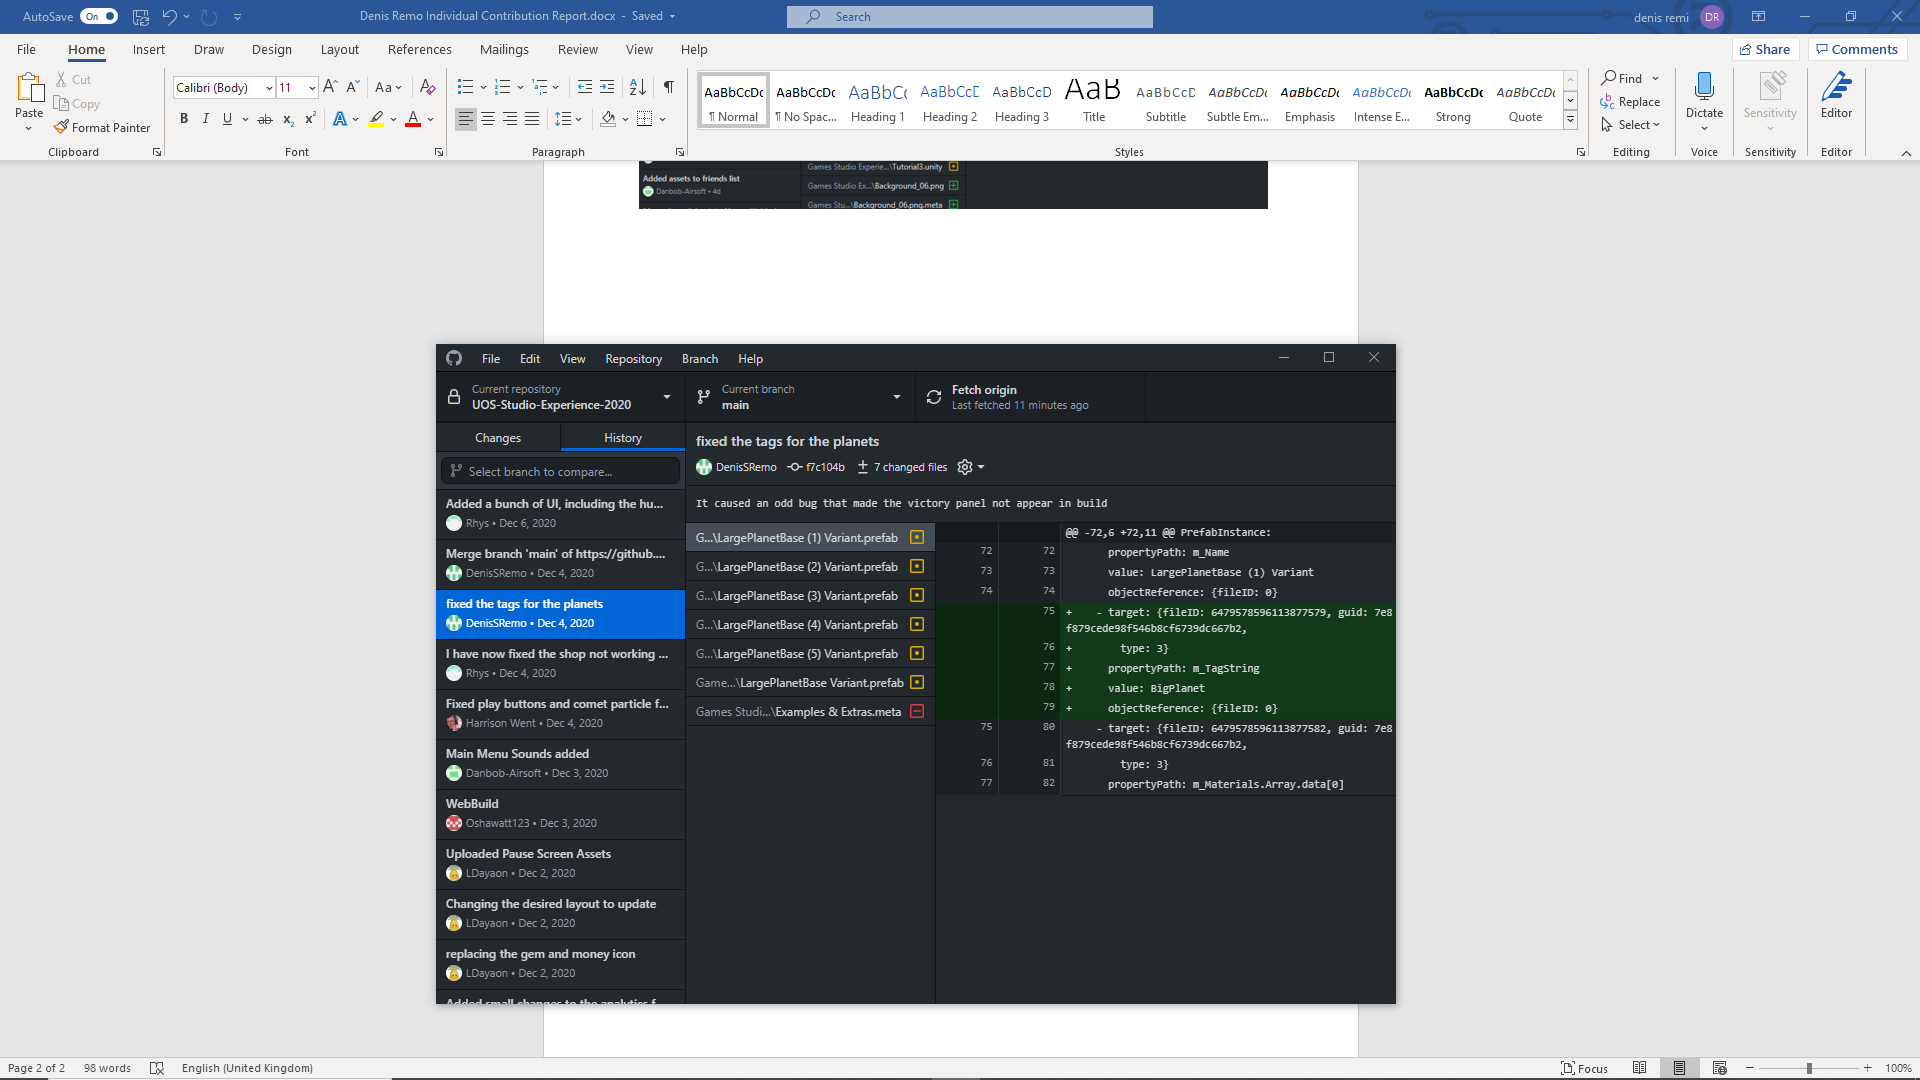 AutoSave On Denis Remo Individual Contribution Report.docx - Saved Search denis remi DR
File Home Insert Draw Design Layout References Mailings Review View Help Share Comments
Paste Cut Copy Format Painter Clipboard
Calibri (Body) 11 Aa
B I U ab x₂ x² A A Font
Paragraph
AaBbCcDc AaBbCcDc AaBbCc AaBbCcD AaBbCcD AaB AaBbCcD AaBbCcDc AaBbCcDc AaBbCcDc AaBbCcDc AaBbCcDc
¶ Normal ¶ No Spac... Heading 1 Heading 2 Heading 3 Title Subtitle Subtle Em... Emphasis Intense E... Strong Quote
Styles
Find Replace Select Editing
Dictate Voice
Sensitivity Sensitivity
Editor Editor
Games Studio Experie...\Tutorial3.unity
Added assets to friends list
Danbob-Airsoft • 4d
Games Studio Ex...\Background_06.png
Games Stu...\Background_06.png.meta
File Edit View Repository Branch Help
Current repository
UOS-Studio-Experience-2020
Current branch
main
Fetch origin
Last fetched 11 minutes ago
Changes History
Select branch to compare...
Added a bunch of UI, including the hu...
Rhys • Dec 6, 2020
Merge branch 'main' of https://github....
DenisSRemo • Dec 4, 2020
fixed the tags for the planets
DenisSRemo • Dec 4, 2020
I have now fixed the shop not working ...
Rhys • Dec 4, 2020
Fixed play buttons and comet particle f...
Harrison Went • Dec 4, 2020
Main Menu Sounds added
Danbob-Airsoft • Dec 3, 2020
WebBuild
Oshawatt123 • Dec 3, 2020
Uploaded Pause Screen Assets
LDayaon • Dec 2, 2020
Changing the desired layout to update
LDayaon • Dec 2, 2020
replacing the gem and money icon
LDayaon • Dec 2, 2020
Added small changes to the analytics f
fixed the tags for the planets
DenisSRemo f7c104b 7 changed files
It caused an odd bug that made the victory panel not appear in build
G...\LargePlanetBase (1) Variant.prefab
G...\LargePlanetBase (2) Variant.prefab
G...\LargePlanetBase (3) Variant.prefab
G...\LargePlanetBase (4) Variant.prefab
G...\LargePlanetBase (5) Variant.prefab
Game...\LargePlanetBase Variant.prefab
Games Studi...\Examples & Extras.meta
@@ -72,6 +72,11 @@ PrefabInstance:
72 72 propertyPath: m_Name
73 73 value: LargePlanetBase (1) Variant
74 74 objectReference: {fileID: 0}
75 + - target: {fileID: 6479578596113877579, guid: 7e8
f879cede98f546b8cf6739dc667b2,
76 + type: 3}
77 + propertyPath: m_TagString
78 + value: BigPlanet
79 + objectReference: {fileID: 0}
75 80 - target: {fileID: 6479578596113877582, guid: 7e8
f879cede98f546b8cf6739dc667b2,
76 81 type: 3}
77 82 propertyPath: m_Materials.Array.data[0]
Page 2 of 2 98 words English (United Kingdom) Focus 100%